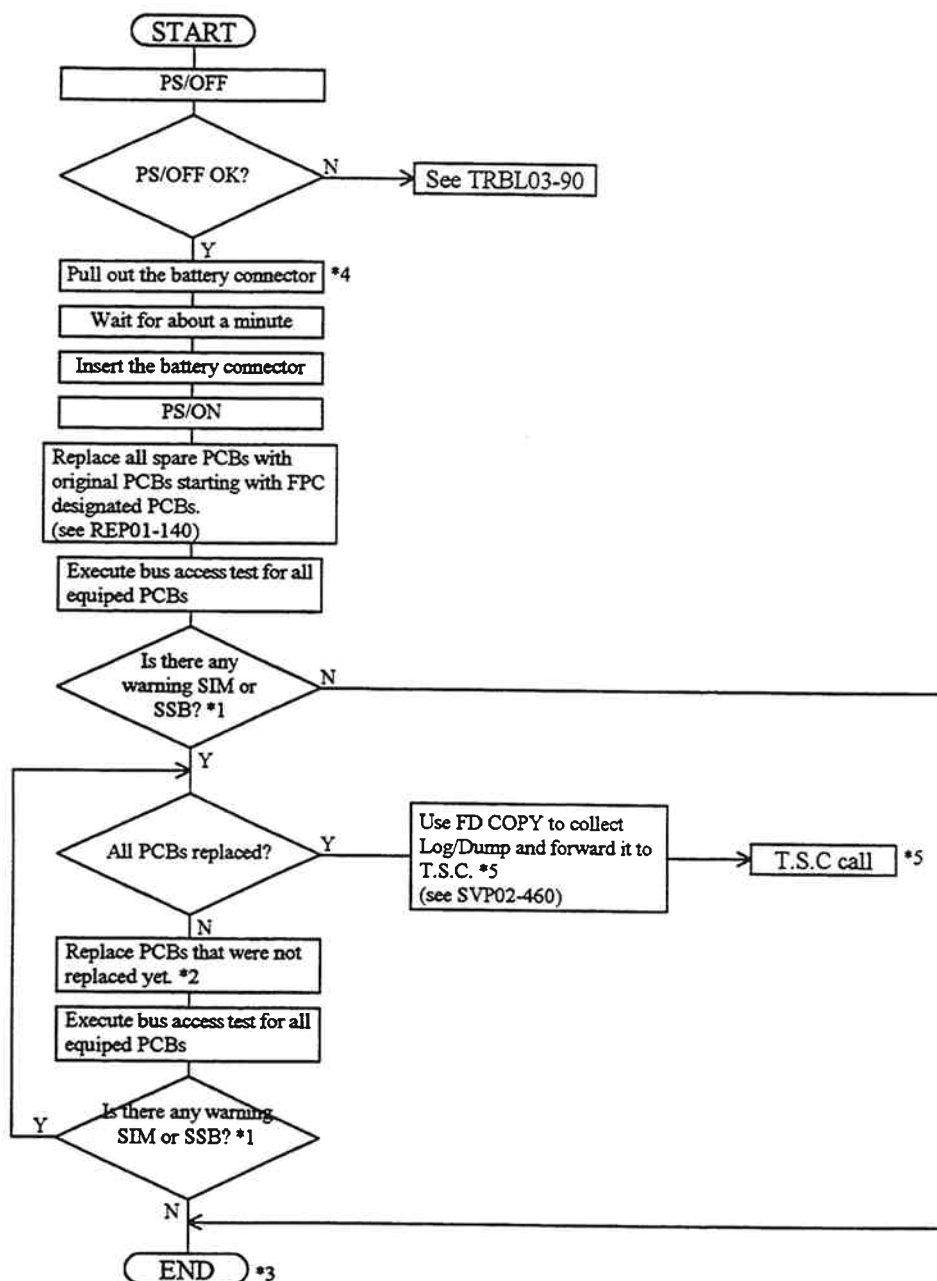 START
PS/OFF
PS/OFF OK?
N
See TRBL03-90
Y
Pull out the battery connector *4
Wait for about a minute
Insert the battery connector
PS/ON
Replace all spare PCBs with
original PCBs starting with FPC
designated PCBs.
(see REP01-140)
Execute bus access test for all
equiped PCBs
Is there any
warning SIM or
SSB? *1
N
Y
All PCBs replaced?
Y
Use FD COPY to collect
Log/Dump and forward it to
T.S.C. *5
(see SVP02-460)
T.S.C call *5
N
Replace PCBs that were not
replaced yet. *2
Execute bus access test for all
equiped PCBs
Is there any warning
SIM or SSB? *1
Y
N
END *3